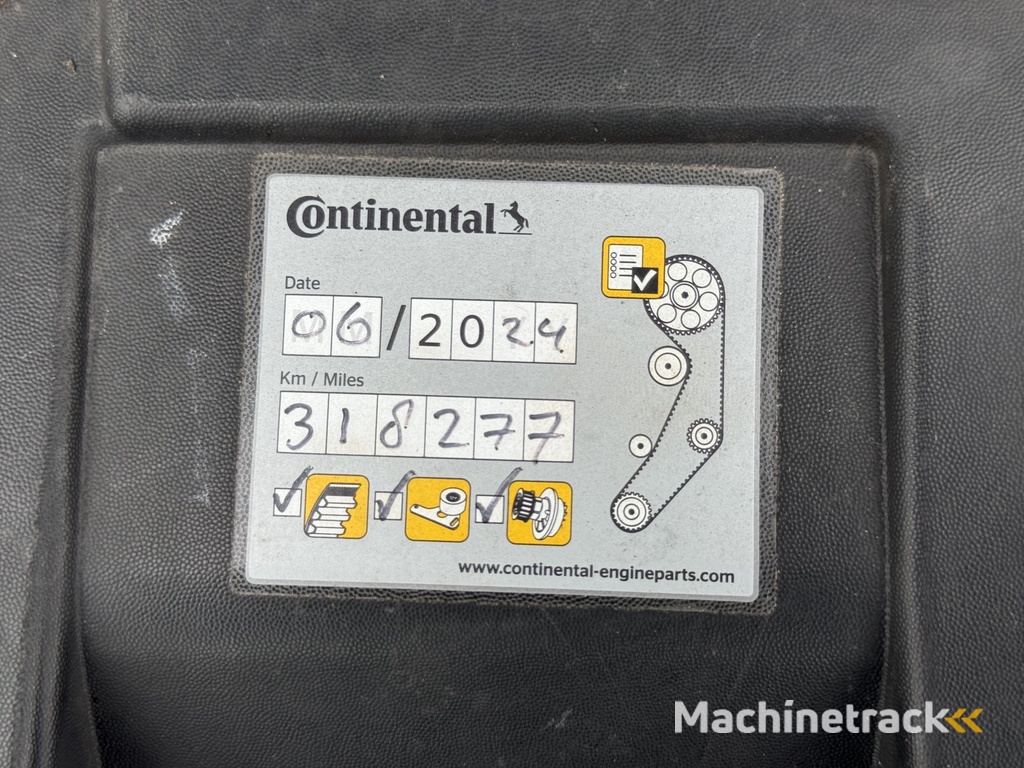 Continental
Date
06/2024
Km / Miles
318277
www.continental-engineparts.com
Machinetrack